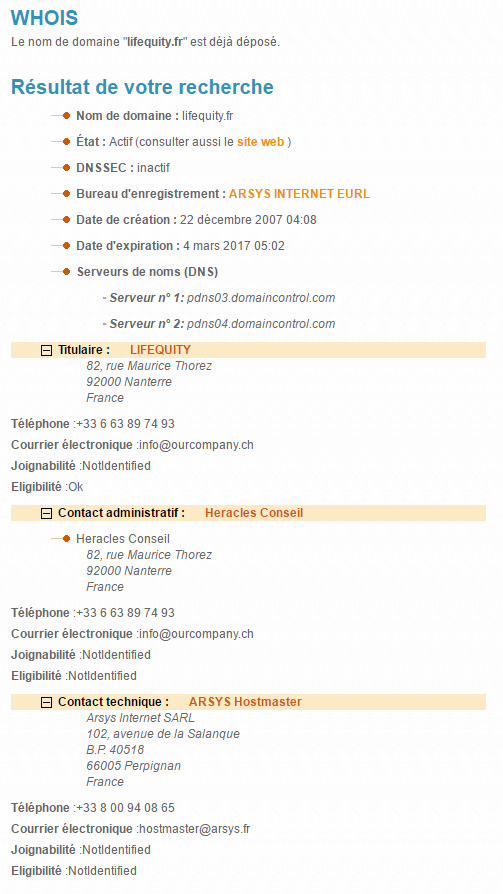 WHOIS
Le nom de domaine "lifequity.fr" est déjà déposé.
Résultat de votre recherche
Nom de domaine : lifequity.fr
État : Actif (consulter aussi le site web )
DNSSEC : inactif
Bureau d'enregistrement : ARSYS INTERNET EURL
Date de création : 22 décembre 2007 04:08
Date d'expiration : 4 mars 2017 05:02
Serveurs de noms (DNS)
- Serveur n° 1: pdns03.domaincontrol.com
- Serveur n° 2: pdns04.domaincontrol.com
Titulaire : LIFEQUITY
82, rue Maurice Thorez
92000 Nanterre
France
Téléphone :+33 6 63 89 74 93
Courrier électronique :info@ourcompany.ch
Joignabilité :NotIdentified
Eligibilité :Ok
Contact administratif : Heracles Conseil
Heracles Conseil
82, rue Maurice Thorez
92000 Nanterre
France
Téléphone :+33 6 63 89 74 93
Courrier électronique :info@ourcompany.ch
Joignabilité :NotIdentified
Eligibilité :NotIdentified
Contact technique : ARSYS Hostmaster
Arsys Internet SARL
102, avenue de la Salanque
B.P. 40518
66005 Perpignan
France
Téléphone :+33 8 00 94 08 65
Courrier électronique :hostmaster@arsys.fr
Joignabilité :NotIdentified
Eligibilité :NotIdentified